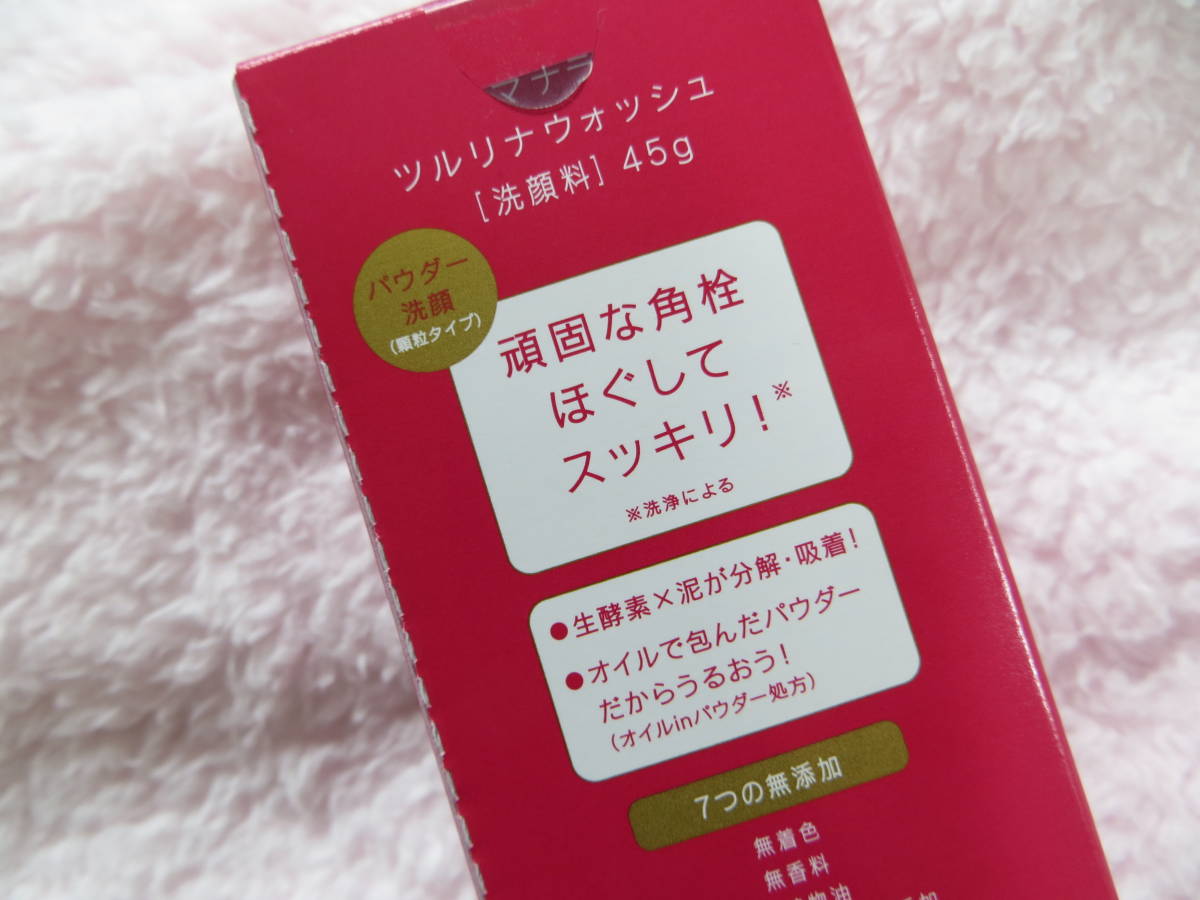 マナラ
ツルリナウォッシュ
[洗顔料] 45g
パウダー
洗顔
(顆粒タイプ)
頑固な角栓
ほぐして
スッキリ!※
※洗浄による
●生酵素×泥が分解・吸着!
●オイルで包んだパウダー
だからうるおう!
(オイルinパウダー処方)
7つの無添加
無着色
無香料